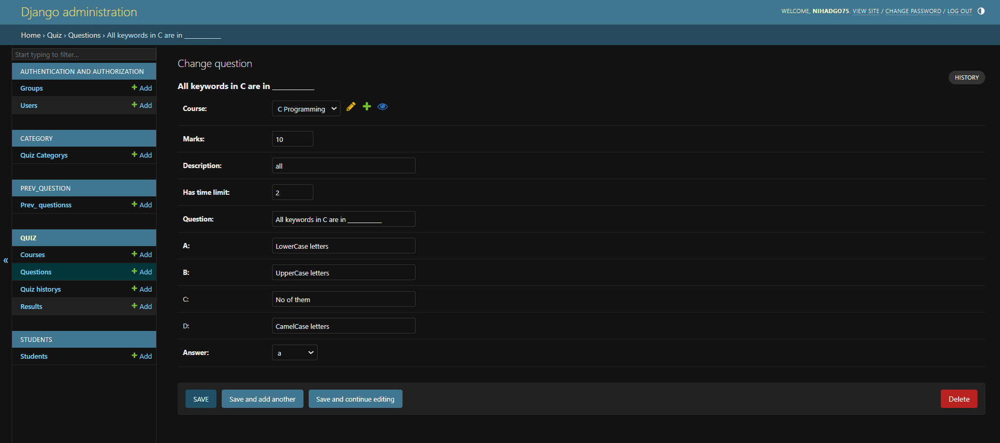 Django administration
WELCOME, NIHADGO75. VIEW SITE / CHANGE PASSWORD / LOG OUT
Home › Quiz › Questions › All keywords in C are in ___________
Start typing to filter...
AUTHENTICATION AND AUTHORIZATION
Groups + Add
Users + Add
CATEGORY
Quiz Categorys + Add
PREV_QUESTION
Prev_ questionss + Add
QUIZ
Courses + Add
Questions + Add
Quiz historys + Add
Results + Add
STUDENTS
Students + Add
«
Change question
HISTORY
All keywords in C are in ___________
Course: C Programming
Marks: 10
Description: all
Has time limit: 2
Question: All keywords in C are in ___________
A: LowerCase letters
B: UpperCase letters
C: No of them
D: CamelCase letters
Answer: a
SAVE Save and add another Save and continue editing Delete